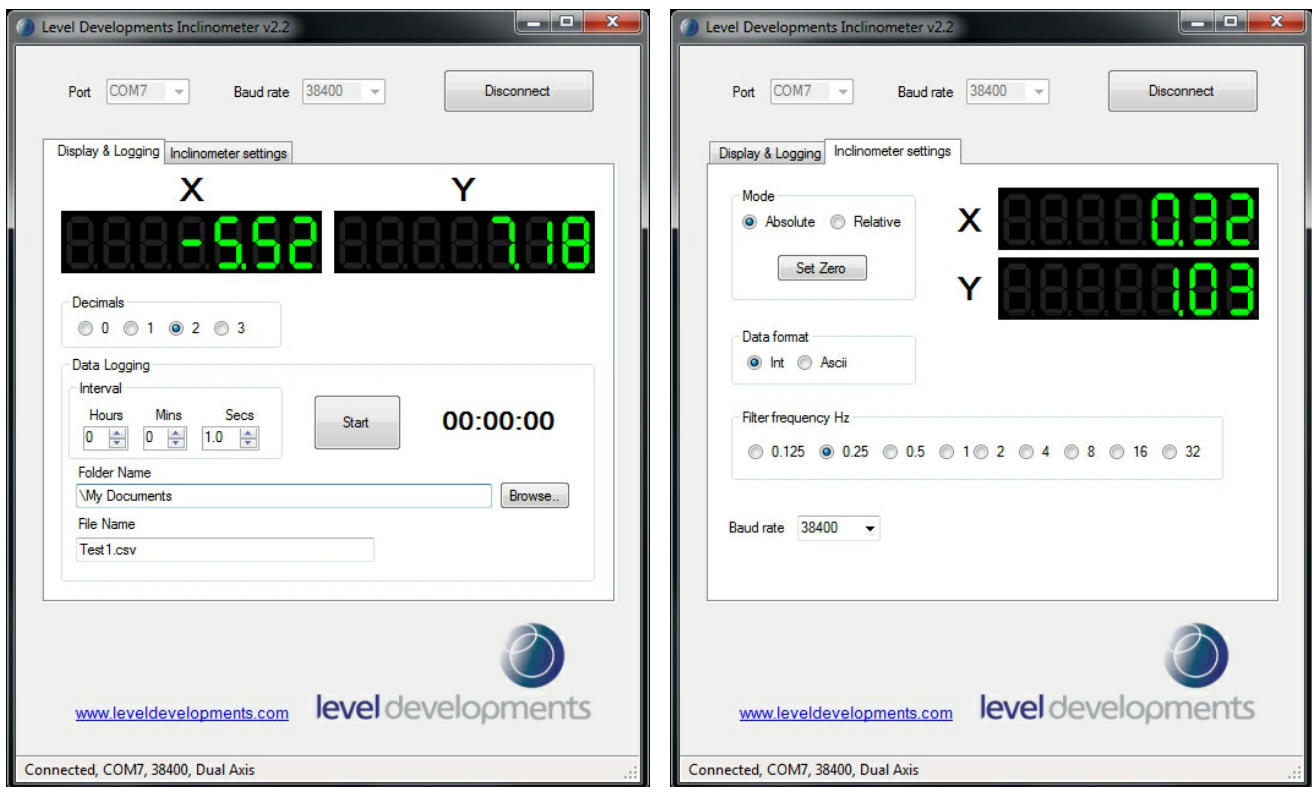 Level Developments Inclinometer v2.2
Port COM7 Baud rate 38400 Disconnect
Display & Logging Inclinometer settings
X Y
-5.52 7.18
Decimals
0 1 2 3
Data Logging
Interval
Hours Mins Secs
0 0 1.0 Start 00:00:00
Folder Name
\My Documents Browse..
File Name
Test1.csv
www.leveldevelopments.com level developments
Connected, COM7, 38400, Dual Axis
Level Developments Inclinometer v2.2
Port COM7 Baud rate 38400 Disconnect
Display & Logging Inclinometer settings
Mode
Absolute Relative X 0.32
Set Zero
Y 1.03
Data format
Int Ascii
Filter frequency Hz
0.125 0.25 0.5 1 2 4 8 16 32
Baud rate 38400
www.leveldevelopments.com level developments
Connected, COM7, 38400, Dual Axis